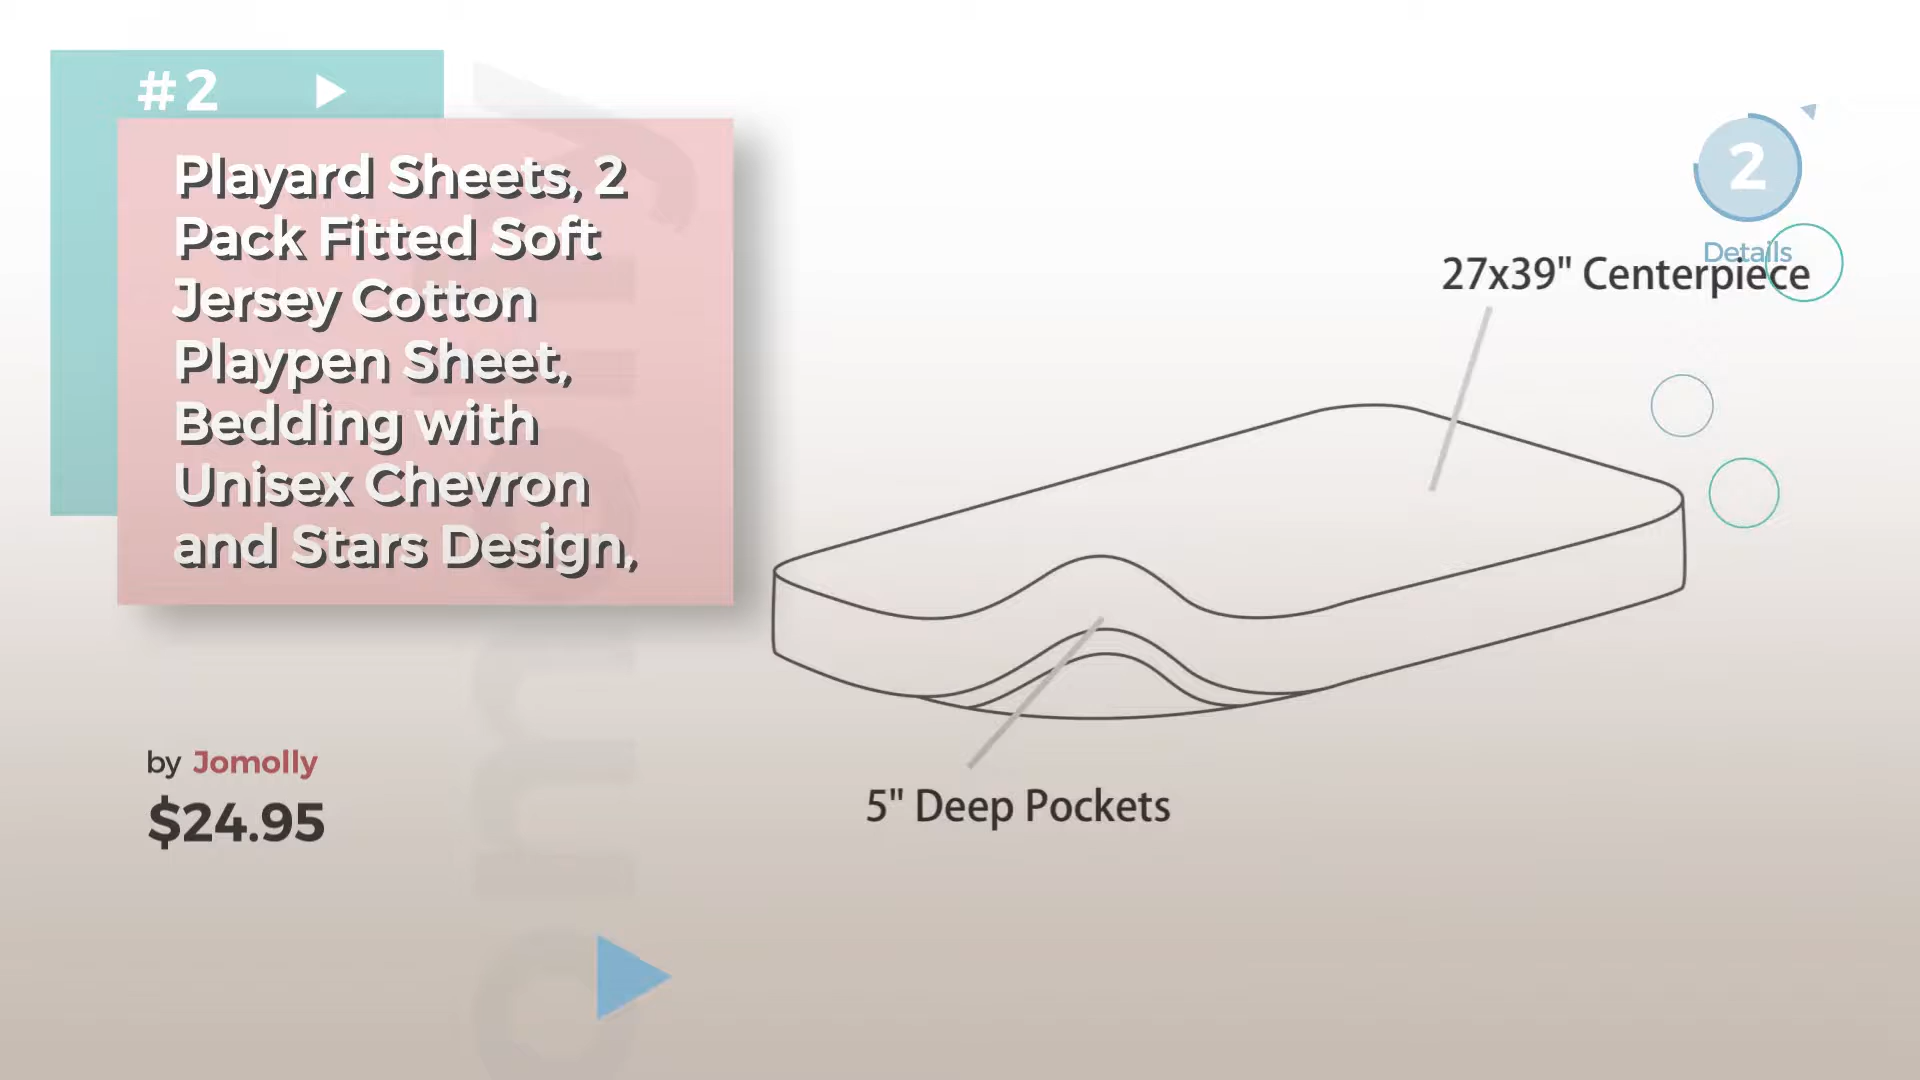 #2
Playard Sheets, 2
Pack Fitted Soft
Jersey Cotton
Playpen Sheet,
Bedding with
Unisex Chevron
and Stars Design,
by Jomolly
$24.95
2
Details
27x39" Centerpiece
5" Deep Pockets
Jomolly